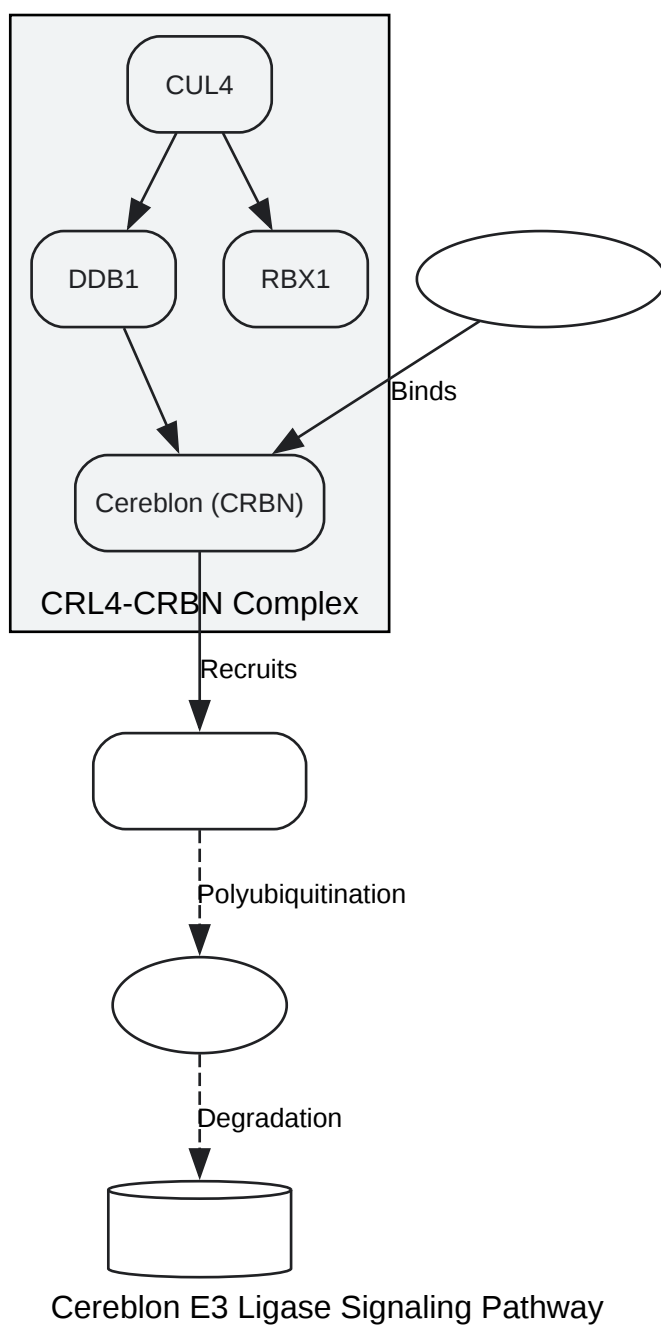 CUL4
DDB1
RBX1
Binds
Cereblon (CRBN)
CRL4-CRBN Complex
Recruits
Polyubiquitination
Degradation
Cereblon E3 Ligase Signaling Pathway